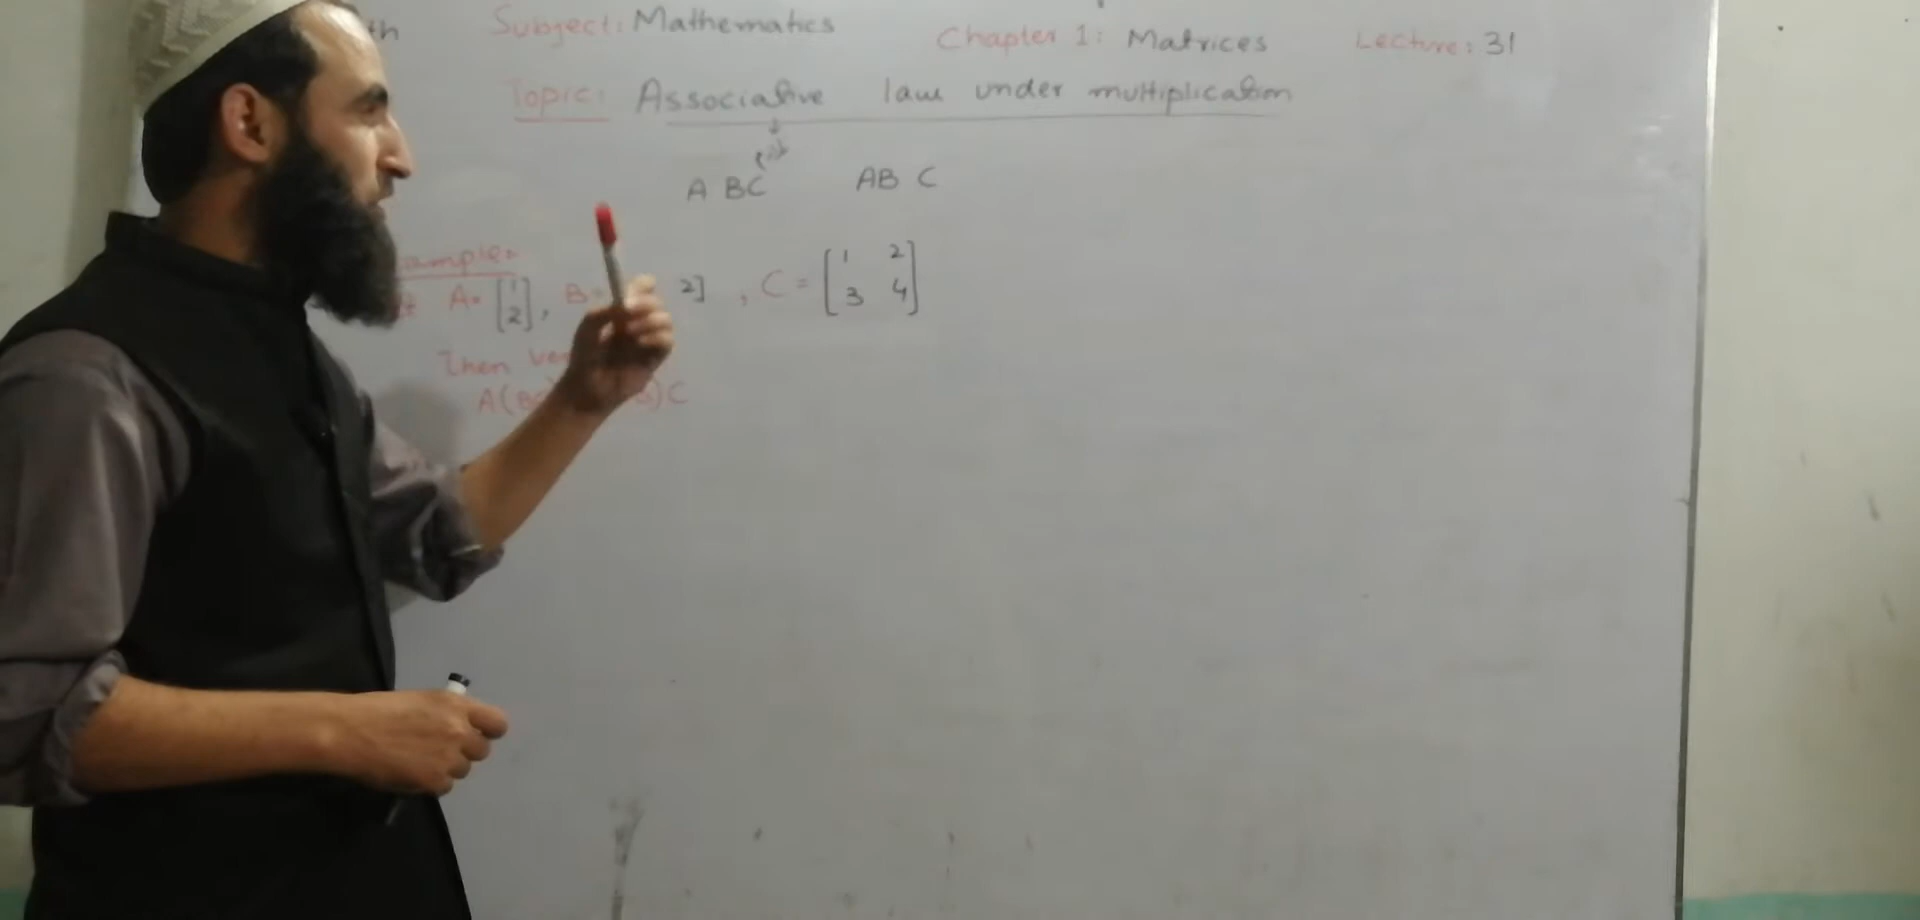 th Subject: Mathematics Chapter 1: Matrices Lecture: 31
Topic: Associative law under multiplication
A BC AB C
A= [1 2], B= 2] , C = [1 2 3 4]
Then
A( )C